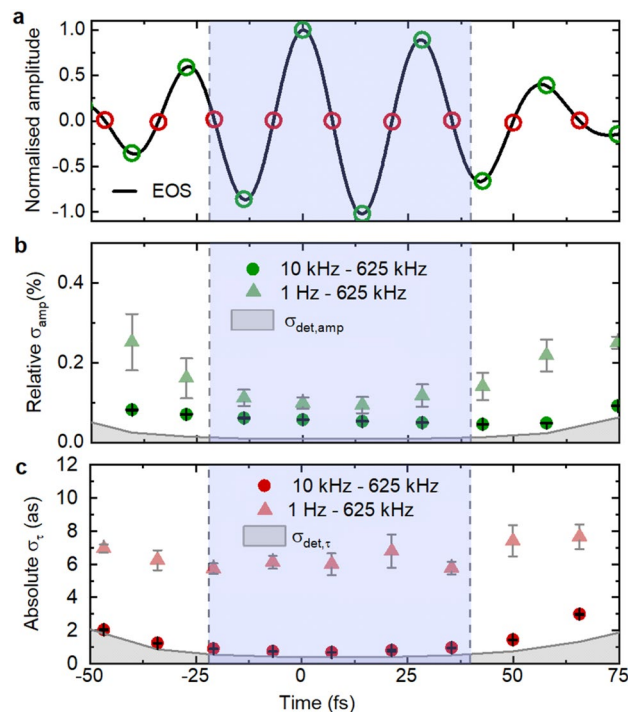 a
1.0
0.5
0.0
-0.5
-1.0
Normalised amplitude
EOS
b
0.4
0.2
0.0
Relative σamp(%)
10 kHz - 625 kHz
1 Hz - 625 kHz
σdet,amp
c
12
10
8
6
4
2
0
Absolute στ (as)
10 kHz - 625 kHz
1 Hz - 625 kHz
σdet,τ
-50 -25 0 25 50 75
Time (fs)